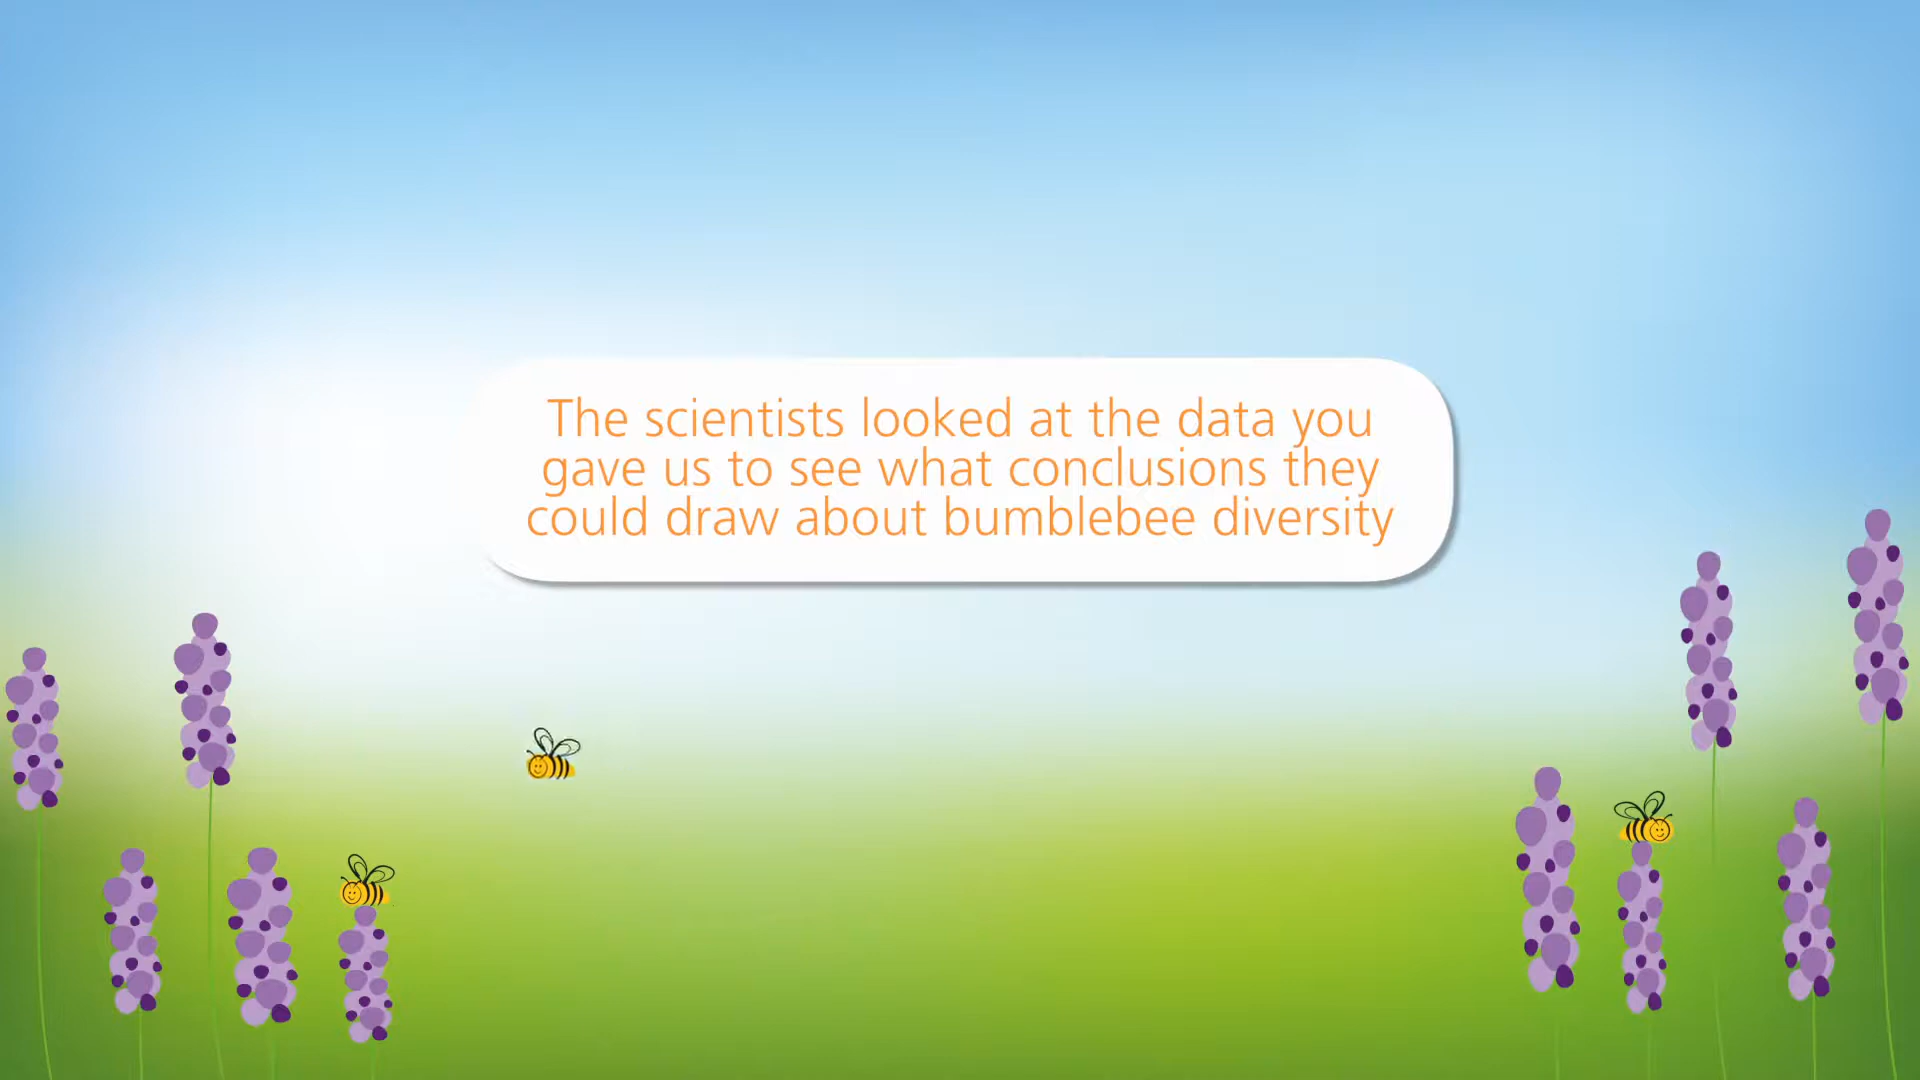 The scientists looked at the data you
gave us to see what conclusions they
could draw about bumblebee diversity